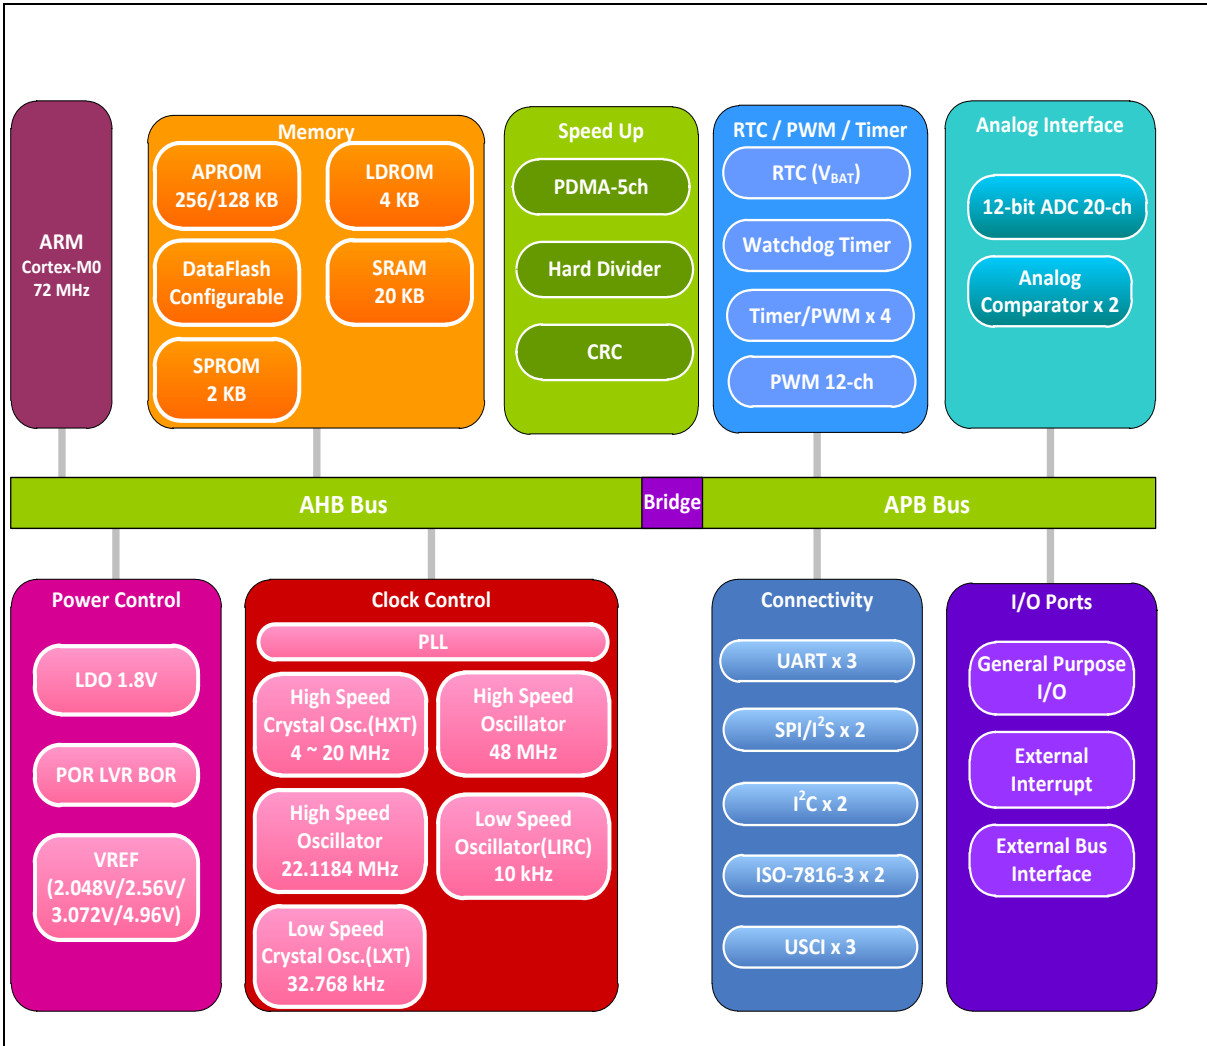 ARM
Cortex-M0
72 MHz
Memory
APROM
256/128 KB
LDROM
4 KB
DataFlash
Configurable
SRAM
20 KB
SPROM
2 KB
Speed Up
PDMA-5ch
Hard Divider
CRC
RTC / PWM / Timer
RTC (V_BAT)
Watchdog Timer
Timer/PWM x 4
PWM 12-ch
Analog Interface
12-bit ADC 20-ch
Analog
Comparator x 2
AHB Bus
Bridge
APB Bus
Power Control
LDO 1.8V
POR LVR BOR
VREF
(2.048V/2.56V/
3.072V/4.96V)
Clock Control
PLL
High Speed
Crystal Osc.(HXT)
4 ~ 20 MHz
High Speed
Oscillator
48 MHz
High Speed
Oscillator
22.1184 MHz
Low Speed
Oscillator(LIRC)
10 kHz
Low Speed
Crystal Osc.(LXT)
32.768 kHz
Connectivity
UART x 3
SPI/I²S x 2
I²C x 2
ISO-7816-3 x 2
USCI x 3
I/O Ports
General Purpose
I/O
External
Interrupt
External Bus
Interface